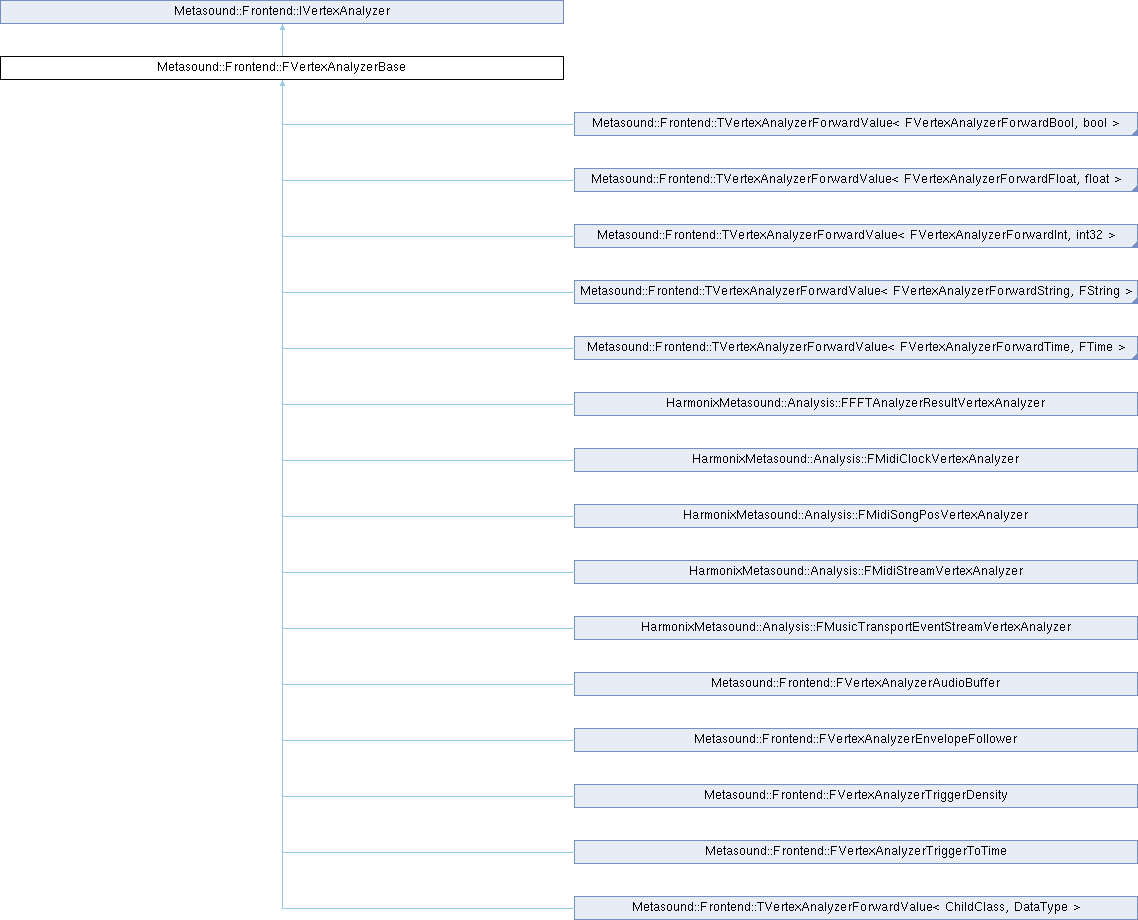 Metasound::Frontend::IVertexAnalyzer
Metasound::Frontend::FVertexAnalyzerBase
Metasound::Frontend::TVertexAnalyzerForwardValue< FVertexAnalyzerForwardBool, bool >
Metasound::Frontend::TVertexAnalyzerForwardValue< FVertexAnalyzerForwardFloat, float >
Metasound::Frontend::TVertexAnalyzerForwardValue< FVertexAnalyzerForwardInt, int32 >
Metasound::Frontend::TVertexAnalyzerForwardValue< FVertexAnalyzerForwardString, FString >
Metasound::Frontend::TVertexAnalyzerForwardValue< FVertexAnalyzerForwardTime, FTime >
HarmonixMetasound::Analysis::FFFTAnalyzerResultVertexAnalyzer
HarmonixMetasound::Analysis::FMidiClockVertexAnalyzer
HarmonixMetasound::Analysis::FMidiSongPosVertexAnalyzer
HarmonixMetasound::Analysis::FMidiStreamVertexAnalyzer
HarmonixMetasound::Analysis::FMusicTransportEventStreamVertexAnalyzer
Metasound::Frontend::FVertexAnalyzerAudioBuffer
Metasound::Frontend::FVertexAnalyzerEnvelopeFollower
Metasound::Frontend::FVertexAnalyzerTriggerDensity
Metasound::Frontend::FVertexAnalyzerTriggerToTime
Metasound::Frontend::TVertexAnalyzerForwardValue< ChildClass, DataType >